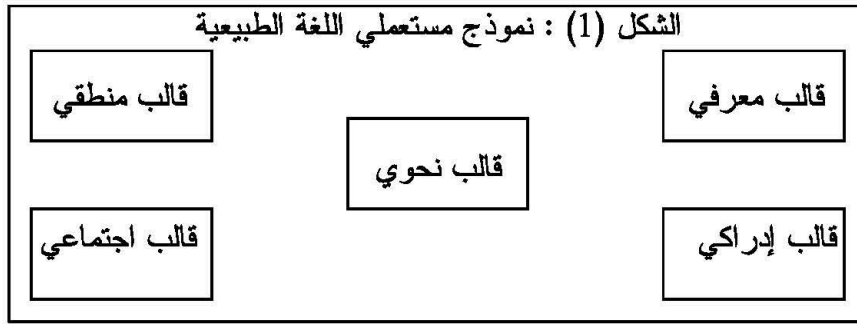 الشكل (1) : نموذج مستعملي اللغة الطبيعية
قالب معرفي
قالب منطقي
قالب نحوي
قالب إدراكي
قالب اجتماعي